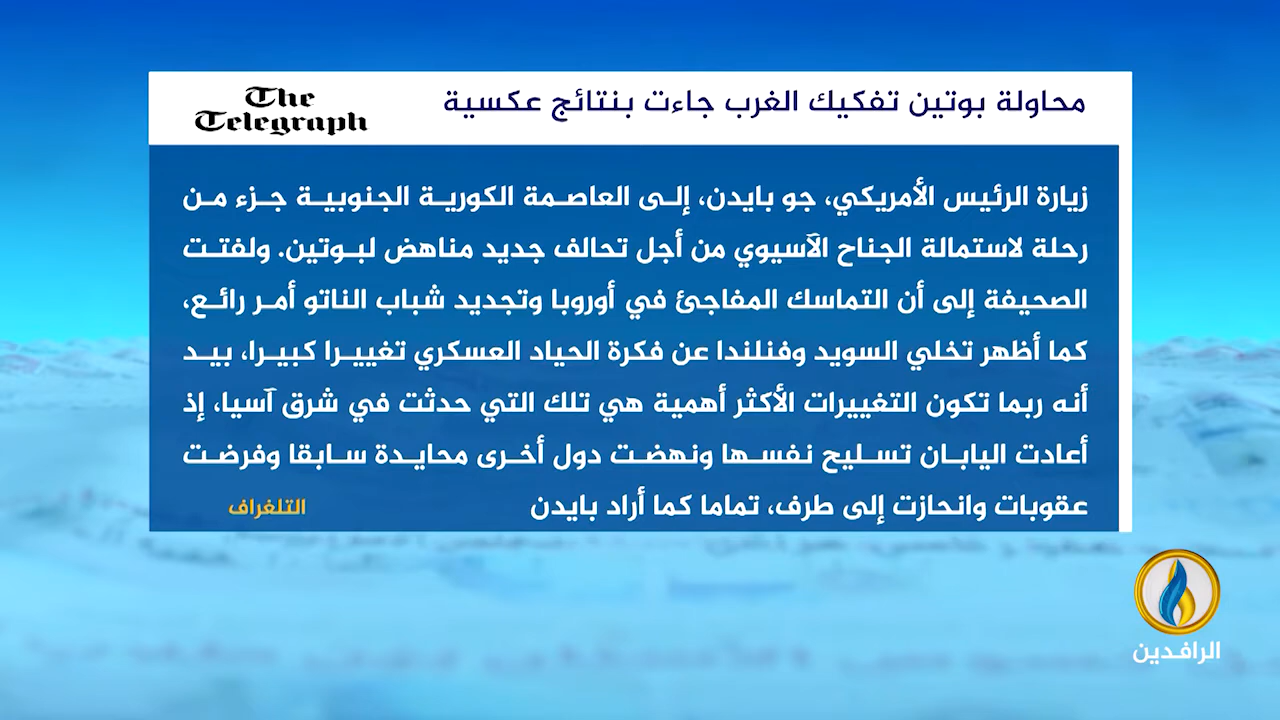 محاولة بوتين تفكيك الغرب جاءت بنتائج عكسية
The
Telegraph
زيارة الرئيس الأمريكي، جو بايدن، إلى العاصمة الكورية الجنوبية جزء من
رحلة لاستمالة الجناح الآسيوي من أجل تحالف جديد مناهض لبوتين. ولفتت
الصحيفة إلى أن التماسك المفاجئ في أوروبا وتجديد شباب الناتو أمر رائع،
كما أظهر تخلي السويد وفنلندا عن فكرة الحياد العسكري تغييرا كبيرا، بيد
أنه ربما تكون التغييرات الأكثر أهمية هي تلك التي حدثت في شرق آسيا، إذ
أعادت اليابان تسليح نفسها ونهضت دول أخرى محايدة سابقا وفرضت
عقوبات وانحازت إلى طرف، تماما كما أراد بايدن
التلغراف
الرافدين